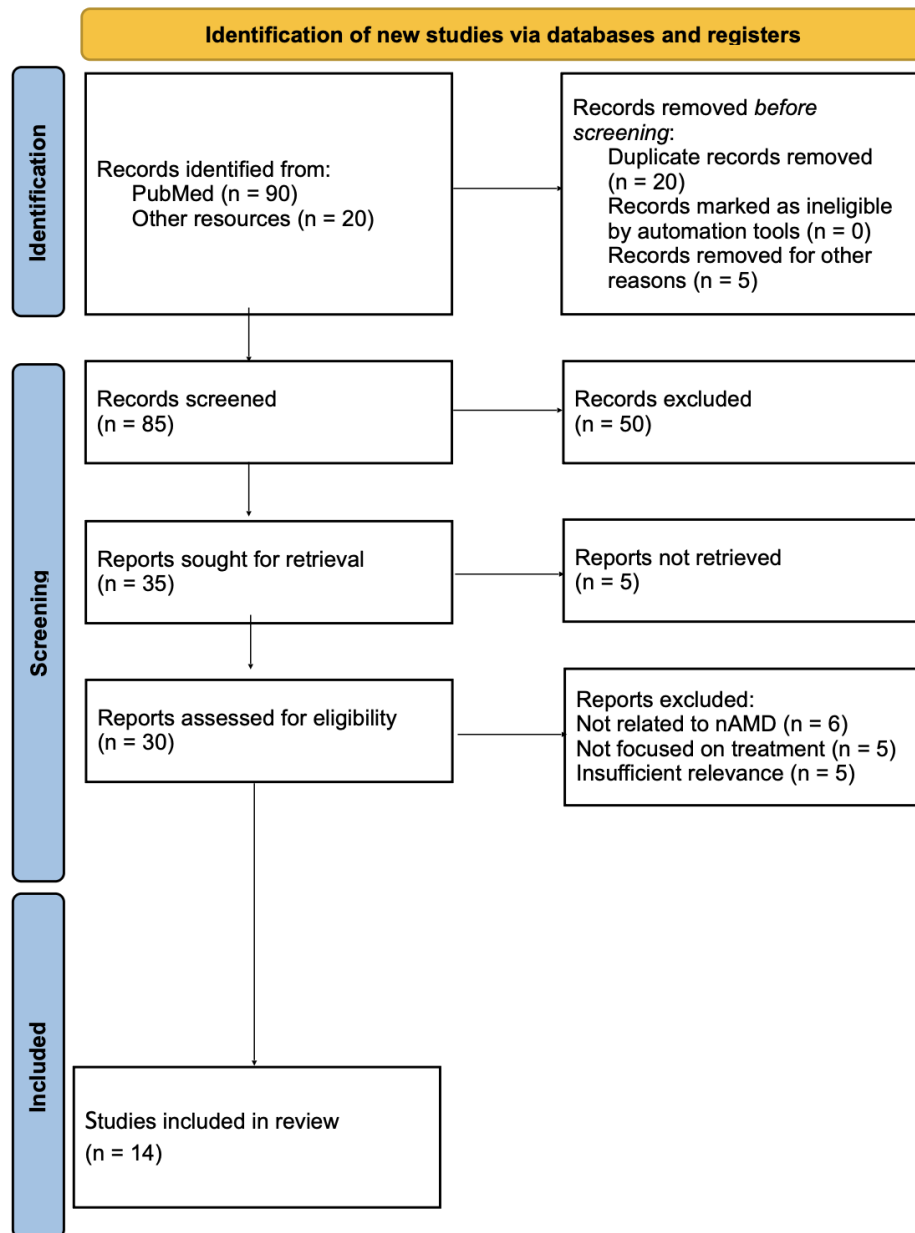 Identification of new studies via databases and registers
Identification
Records identified from:
PubMed (n = 90)
Other resources (n = 20)
Records removed before
screening:
Duplicate records removed
(n = 20)
Records marked as ineligible
by automation tools (n = 0)
Records removed for other
reasons (n = 5)
Screening
Records screened
(n = 85)
Records excluded
(n = 50)
Reports sought for retrieval
(n = 35)
Reports not retrieved
(n = 5)
Reports assessed for eligibility
(n = 30)
Reports excluded:
Not related to nAMD (n = 6)
Not focused on treatment (n = 5)
Insufficient relevance (n = 5)
Included
Studies included in review
(n = 14)